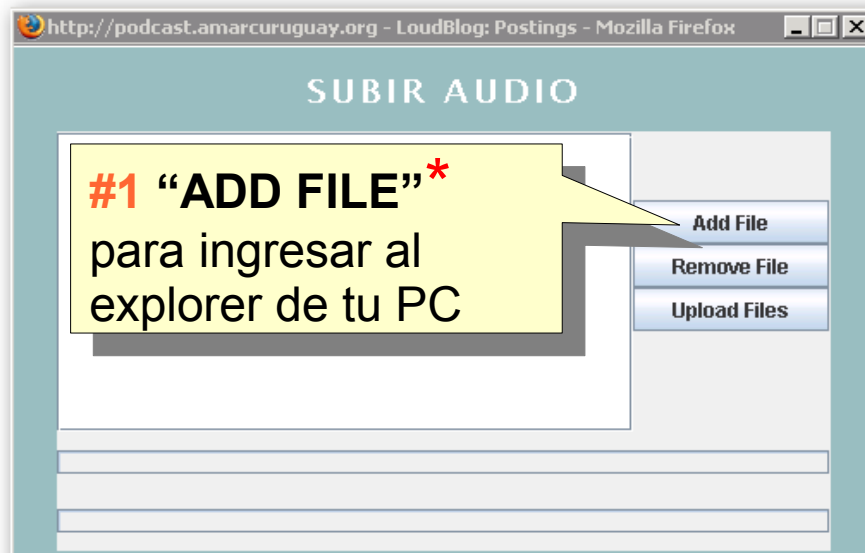 http://podcast.amarcuruguay.org - LoudBlog: Postings - Mozilla Firefox
SUBIR AUDIO
#1 “ADD FILE”*
para ingresar al
explorer de tu PC
Add File
Remove File
Upload Files